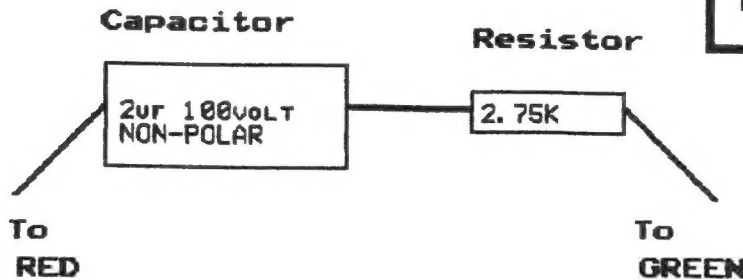 Capacitor
Resistor
2uf 100volt
NON-POLAR
2.75K
To
RED
To
GREEN